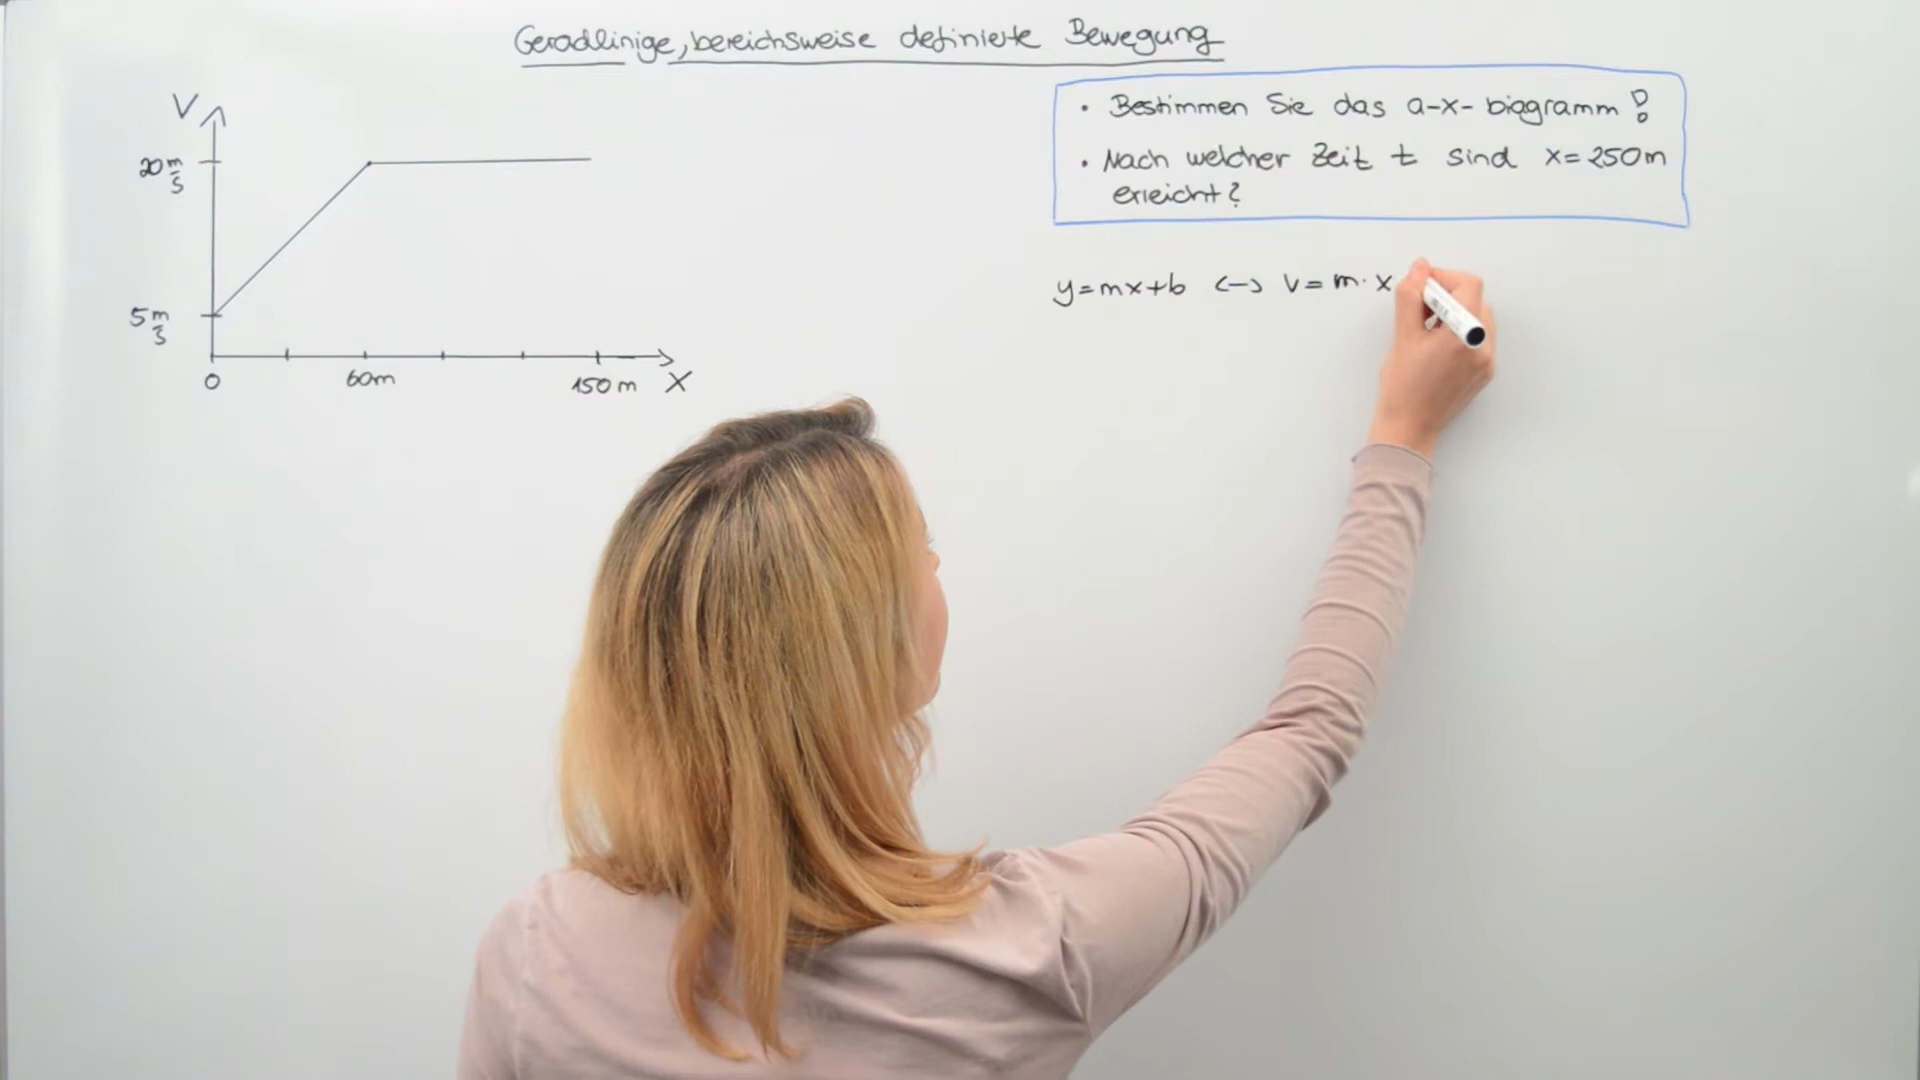 Geradlinige, bereichsweise definierte Bewegung
V
20 m/s
5 m/s
0
60m
150m
X
• Bestimmen Sie das a-x-Diagramm!
• Nach welcher Zeit t sind x=250m
erreicht?
y=mx+b <-> v=m·x